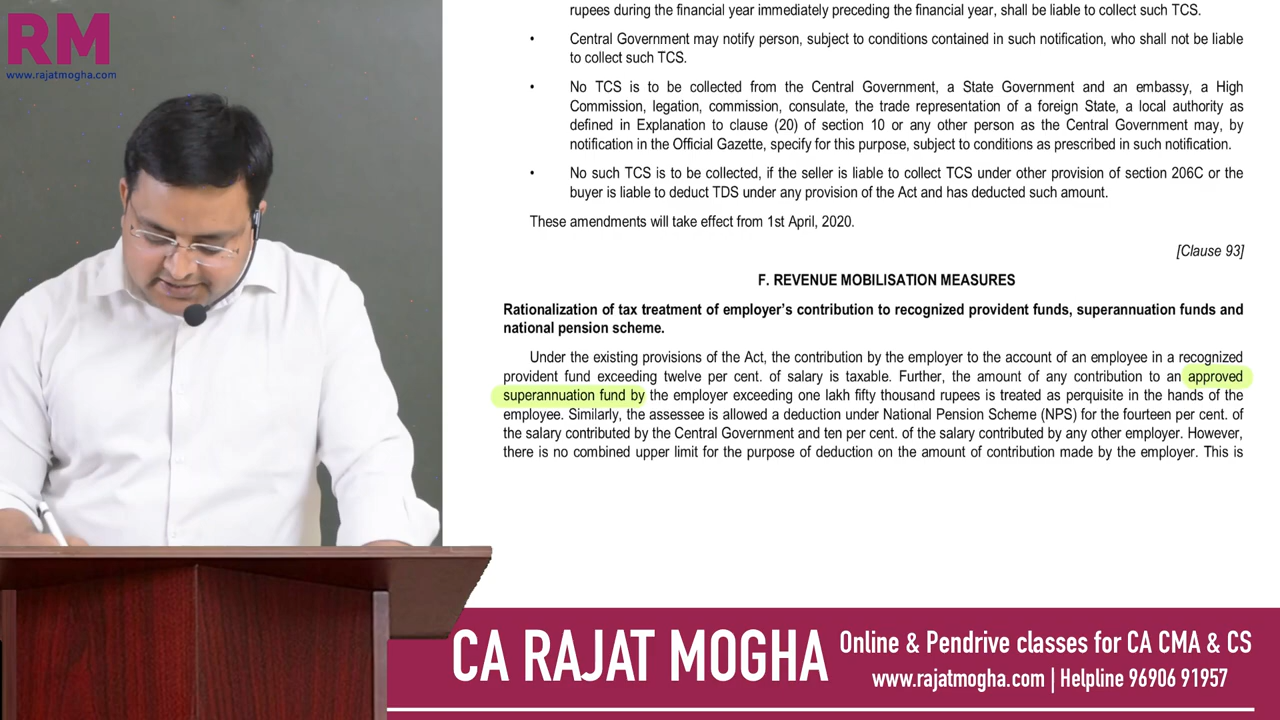 RM
www.rajatmogha.com
rupees during the financial year immediately preceding the financial year, shall be liable to collect such TCS.
• Central Government may notify person, subject to conditions contained in such notification, who shall not be liable
to collect such TCS.
• No TCS is to be collected from the Central Government, a State Government and an embassy, a High
Commission, legation, commission, consulate, the trade representation of a foreign State, a local authority as
defined in Explanation to clause (20) of section 10 or any other person as the Central Government may, by
notification in the Official Gazette, specify for this purpose, subject to conditions as prescribed in such notification.
• No such TCS is to be collected, if the seller is liable to collect TCS under other provision of section 206C or the
buyer is liable to deduct TDS under any provision of the Act and has deducted such amount.
These amendments will take effect from 1st April, 2020.
[Clause 93]
F. REVENUE MOBILISATION MEASURES
Rationalization of tax treatment of employer’s contribution to recognized provident funds, superannuation funds and
national pension scheme.
Under the existing provisions of the Act, the contribution by the employer to the account of an employee in a recognized
provident fund exceeding twelve per cent. of salary is taxable. Further, the amount of any contribution to an approved
superannuation fund by the employer exceeding one lakh fifty thousand rupees is treated as perquisite in the hands of the
employee. Similarly, the assessee is allowed a deduction under National Pension Scheme (NPS) for the fourteen per cent. of
the salary contributed by the Central Government and ten per cent. of the salary contributed by any other employer. However,
there is no combined upper limit for the purpose of deduction on the amount of contribution made by the employer. This is
CA RAJAT MOGHA
Online & Pendrive classes for CA CMA & CS
www.rajatmogha.com | Helpline 96906 91957